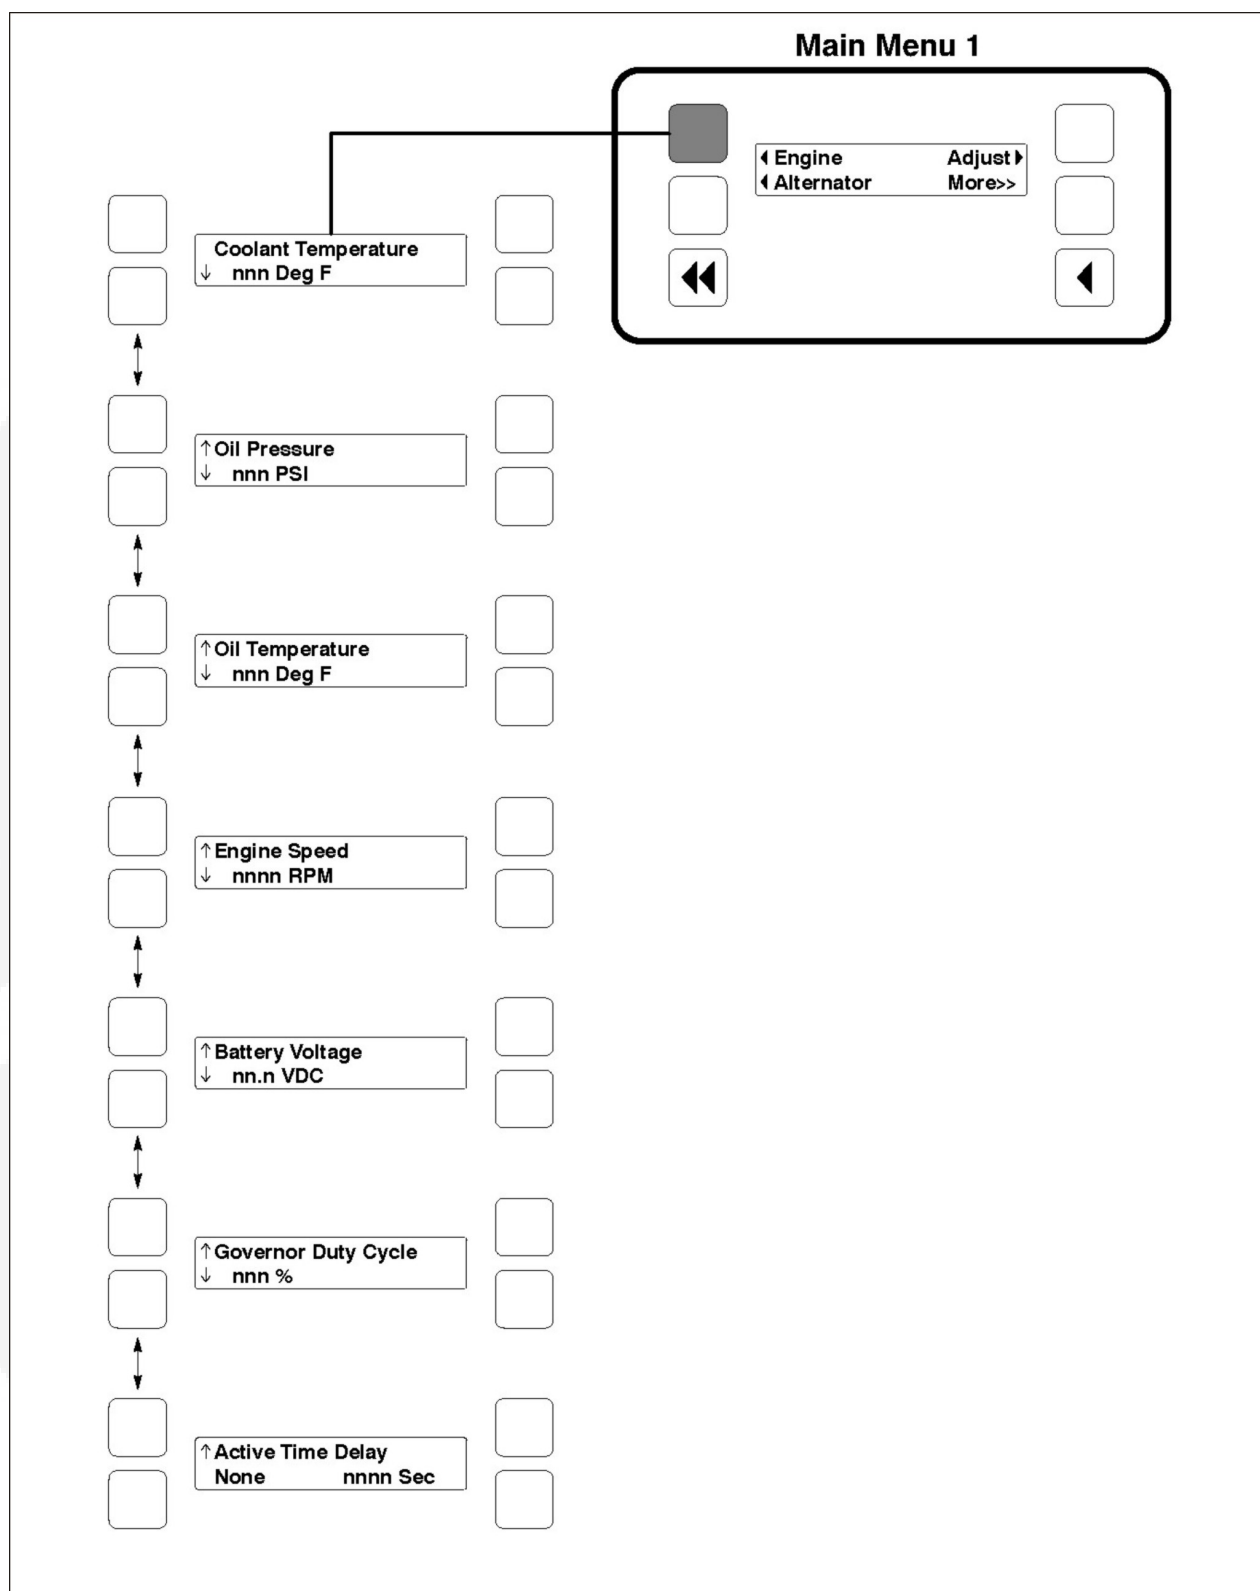 Main Menu 1
Engine Adjust
Alternator More>>
Coolant Temperature
↓ nnn Deg F
↑ Oil Pressure
↓ nnn PSI
↑ Oil Temperature
↓ nnn Deg F
↑ Engine Speed
↓ nnnn RPM
↑ Battery Voltage
↓ nn.n VDC
↑ Governor Duty Cycle
↓ nnn %
↑ Active Time Delay
None nnnn Sec